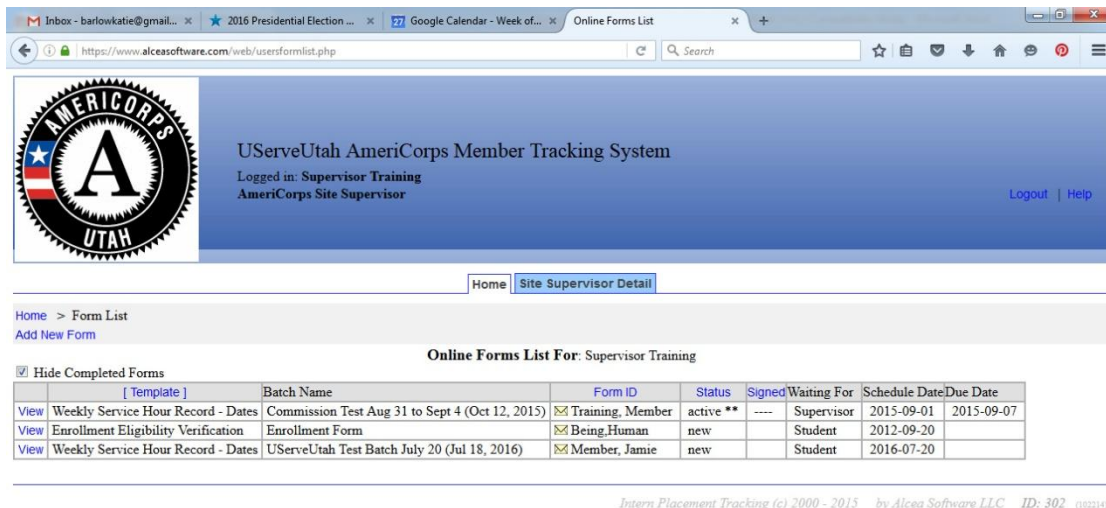 Inbox - barlowkatie@gmail... × 2016 Presidential Election ... × 27 Google Calendar - Week of... × Online Forms List × +
https://www.alceasoftware.com/web/usersformlist.php Search
AMERICORPS
A
UTAH
UServeUtah AmeriCorps Member Tracking System
Logged in: Supervisor Training
AmeriCorps Site Supervisor
Logout | Help
Home Site Supervisor Detail
Home > Form List
Add New Form
Online Forms List For: Supervisor Training
Hide Completed Forms
[ Template ] Batch Name Form ID Status Signed Waiting For Schedule Date Due Date
View Weekly Service Hour Record - Dates Commission Test Aug 31 to Sept 4 (Oct 12, 2015) Training, Member active ** ---- Supervisor 2015-09-01 2015-09-07
View Enrollment Eligibility Verification Enrollment Form Being,Human new Student 2012-09-20
View Weekly Service Hour Record - Dates UServeUtah Test Batch July 20 (Jul 18, 2016) Member, Jamie new Student 2016-07-20
Intern Placement Tracking (c) 2000 - 2015 by Alcea Software LLC ID: 302